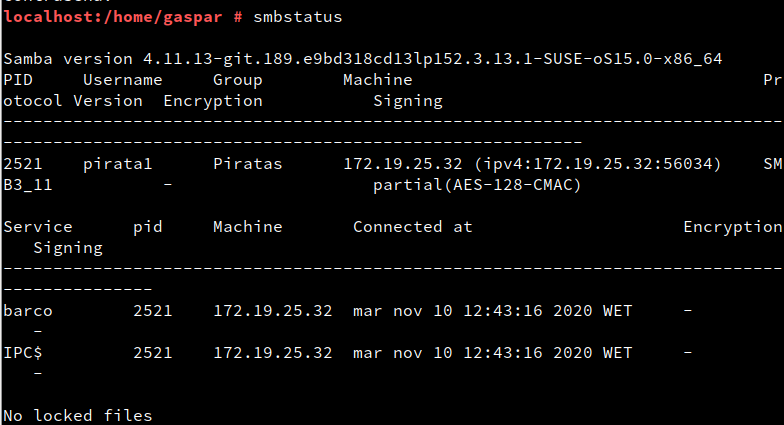 localhost:/home/gaspar # smbstatus
Samba version 4.11.13-git.189.e9bd318cd13lp152.3.13.1-SUSE-oS15.0-x86_64
PID     Username     Group        Machine                                   Pr
otocol Version  Encryption           Signing
------------------------------------------------------------------------------
----------------------------------------------------------
2521    pirata1      Piratas      172.19.25.32 (ipv4:172.19.25.32:56034)    SM
B3_11           -                    partial(AES-128-CMAC)
Service      pid     Machine       Connected at                     Encryption
   Signing
------------------------------------------------------------------------------
---------------
barco        2521    172.19.25.32  mar nov 10 12:43:16 2020 WET     -
   -
IPC$         2521    172.19.25.32  mar nov 10 12:43:16 2020 WET     -
   -
No locked files